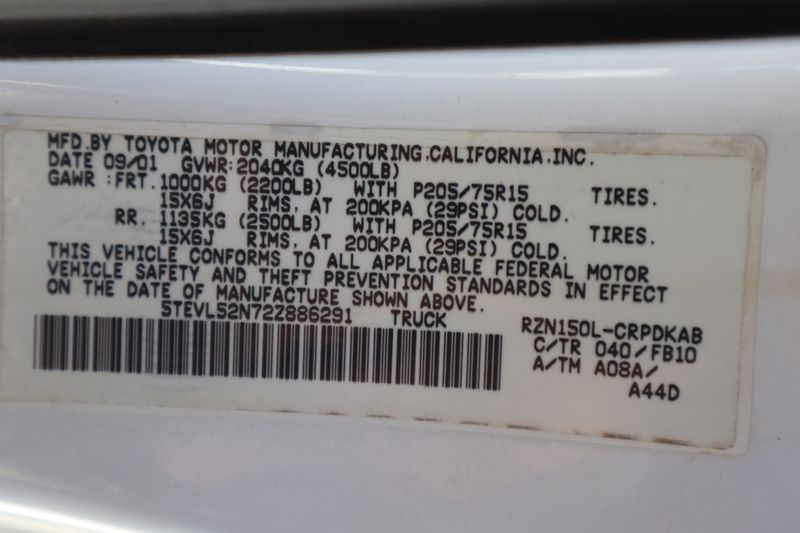 MFD.BY TOYOTA MOTOR MANUFACTURING.CALIFORNIA,INC.
DATE 09/01 GVWR:2040KG (4500LB)
GAWR :FRT. 1000KG (2200LB) WITH P205/75R15 TIRES.
15X6J RIMS, AT 200KPA (29PSI) COLD.
RR. 1135KG (2500LB) WITH P205/75R15 TIRES.
15X6J RIMS, AT 200KPA (29PSI) COLD.
THIS VEHICLE CONFORMS TO ALL APPLICABLE FEDERAL MOTOR
VEHICLE SAFETY AND THEFT PREVENTION STANDARDS IN EFFECT
ON THE DATE OF MANUFACTURE SHOWN ABOVE.
5TEVL52N72Z886291 TRUCK RZN150L-CRPDKAB
C/TR 040/FB10
A/TM A08A/
A44D